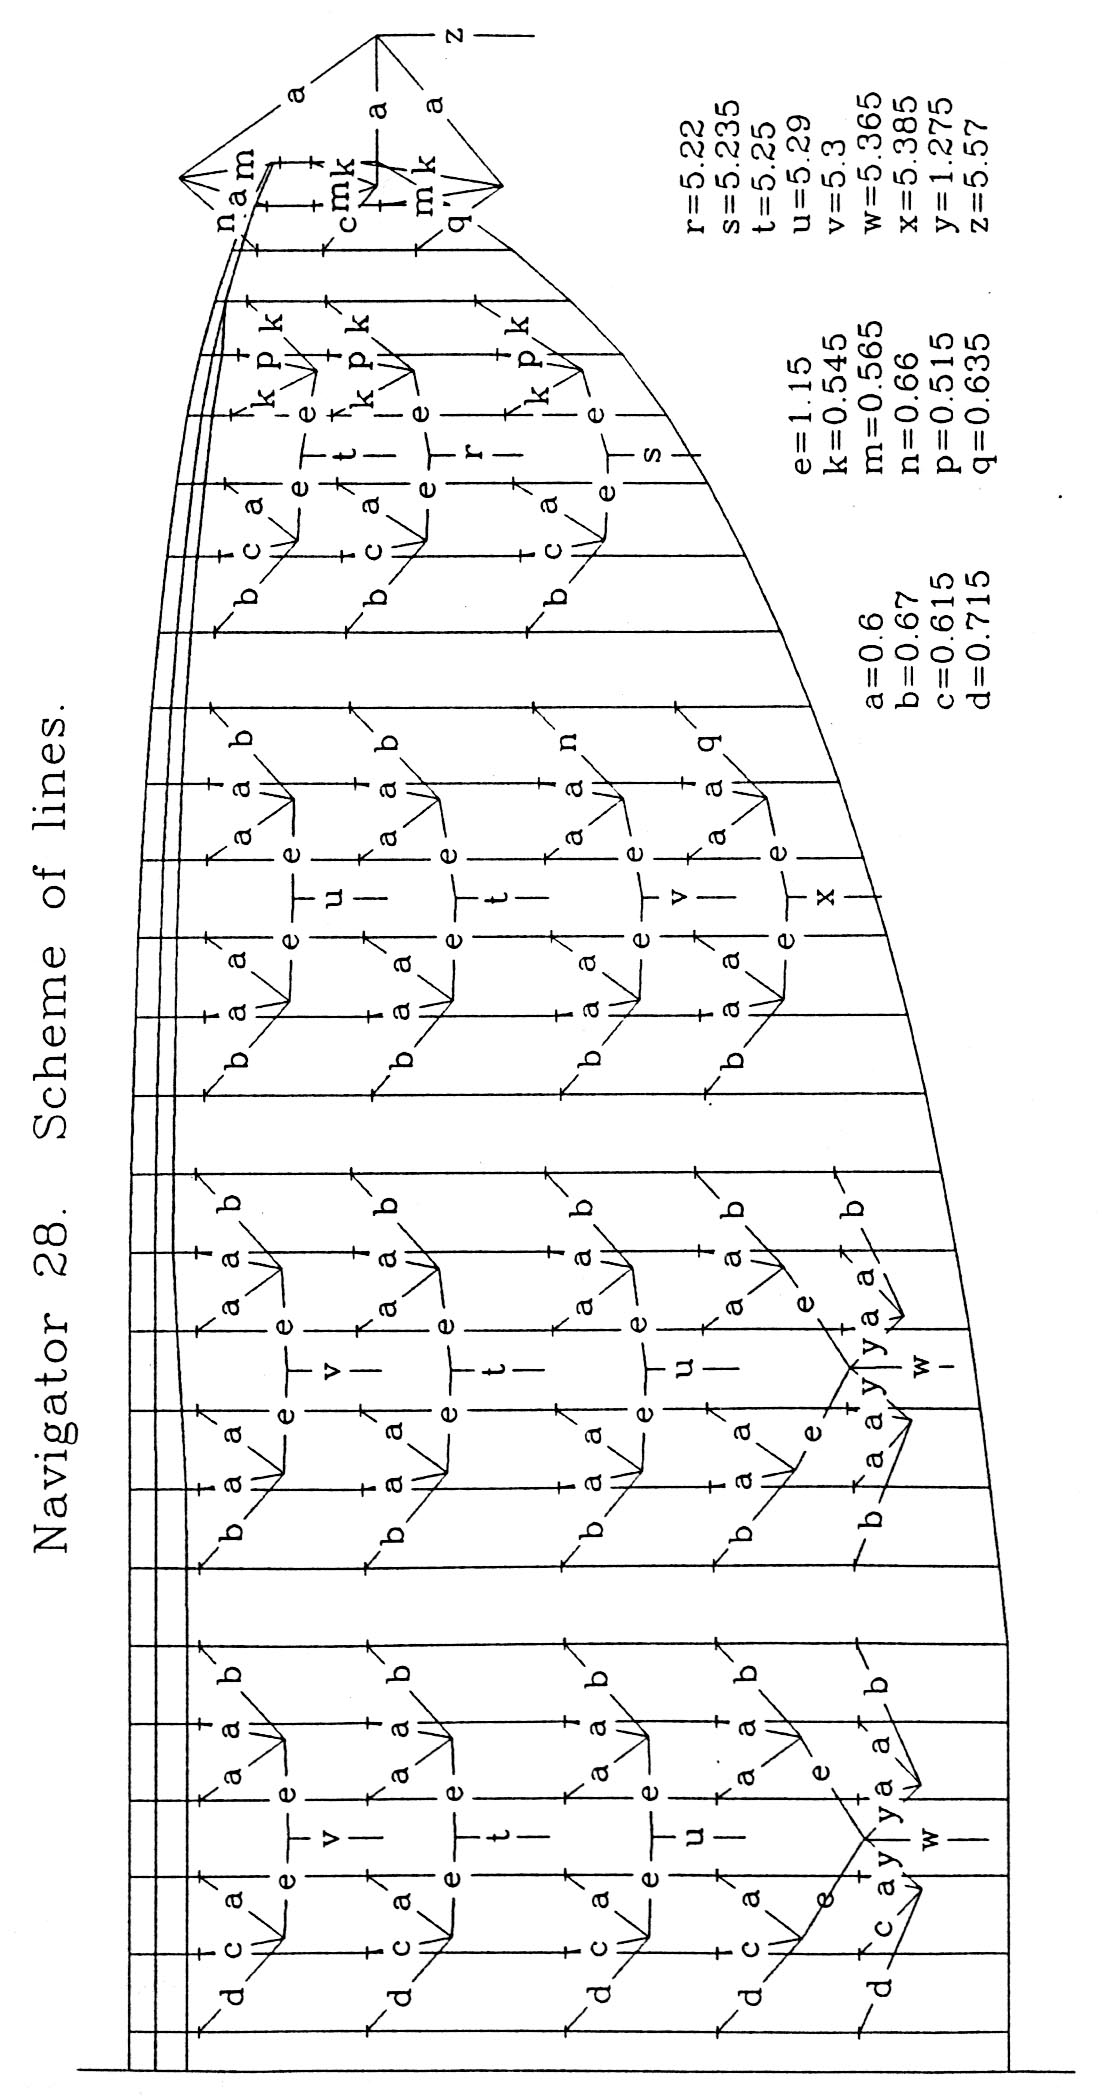 Navigator 28. Scheme of lines.
d c a a a b b a a a a b b a a a a b b c a k p k n a m a
e e e e e e e e
v v u t
d c a a a b b a a a a b b a a a a b b c a k p k c m k a z
e e e e e e e e
t t t r
d c a a a b b a a a a b b a a a a n b c a k p k q m k a
e e e e e e e e
u u v s
d c a a a b b a a a a b b a a a a q
e e e e e e
x
d c a y y a a b b a a y y a a b
w w
a=0.6
b=0.67
c=0.615
d=0.715
e=1.15
k=0.545
m=0.565
n=0.66
p=0.515
q=0.635
r=5.22
s=5.235
t=5.25
u=5.29
v=5.3
w=5.365
x=5.385
y=1.275
z=5.57